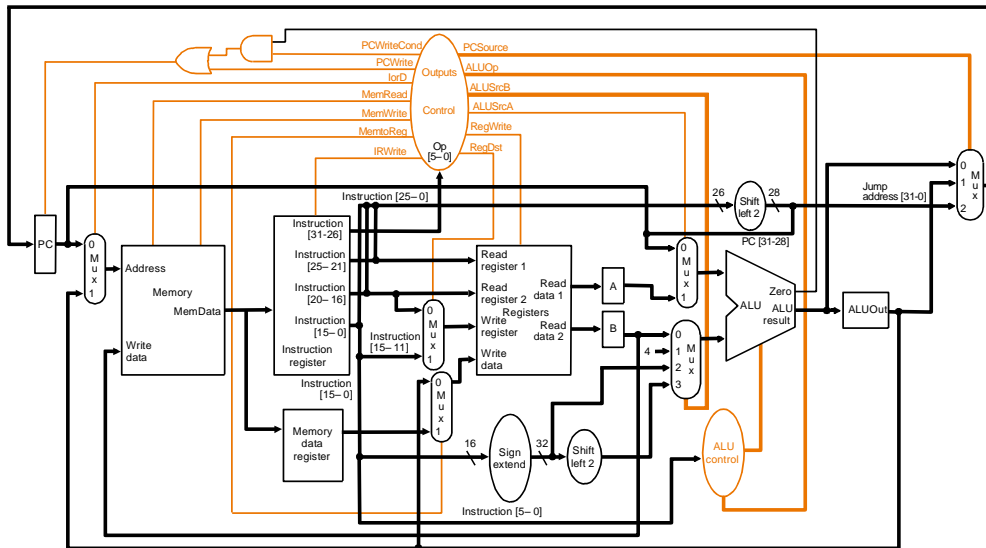 PCWriteCond
PCWrite
IorD
MemRead
MemWrite
MemtoReg
IRWrite
Outputs
Control
Op
[5–0]
PCSource
ALUOp
ALUSrcB
ALUSrcA
RegWrite
RegDst
PC
0
M
u
x
1
Address
Memory
MemData
Write
data
Instruction [25–0]
Instruction
[31-26]
Instruction
[25–21]
Instruction
[20–16]
Instruction
[15–0]
Instruction
register
Instruction
[15–0]
Memory
data
register
Instruction
[15–11]
0
M
u
x
1
0
M
u
x
1
Read
register 1
Read
register 2
Registers
Write
register
Write
data
Read
data 1
Read
data 2
A
B
16
Sign
extend
32
Shift
left 2
Instruction [5–0]
26
Shift
left 2
28
Jump
address [31-0]
PC [31-28]
0
M
u
x
1
4
0
1
2
3
M
u
x
Zero
ALU
ALU
result
ALUOut
ALU
control
0
1
2
M
u
x